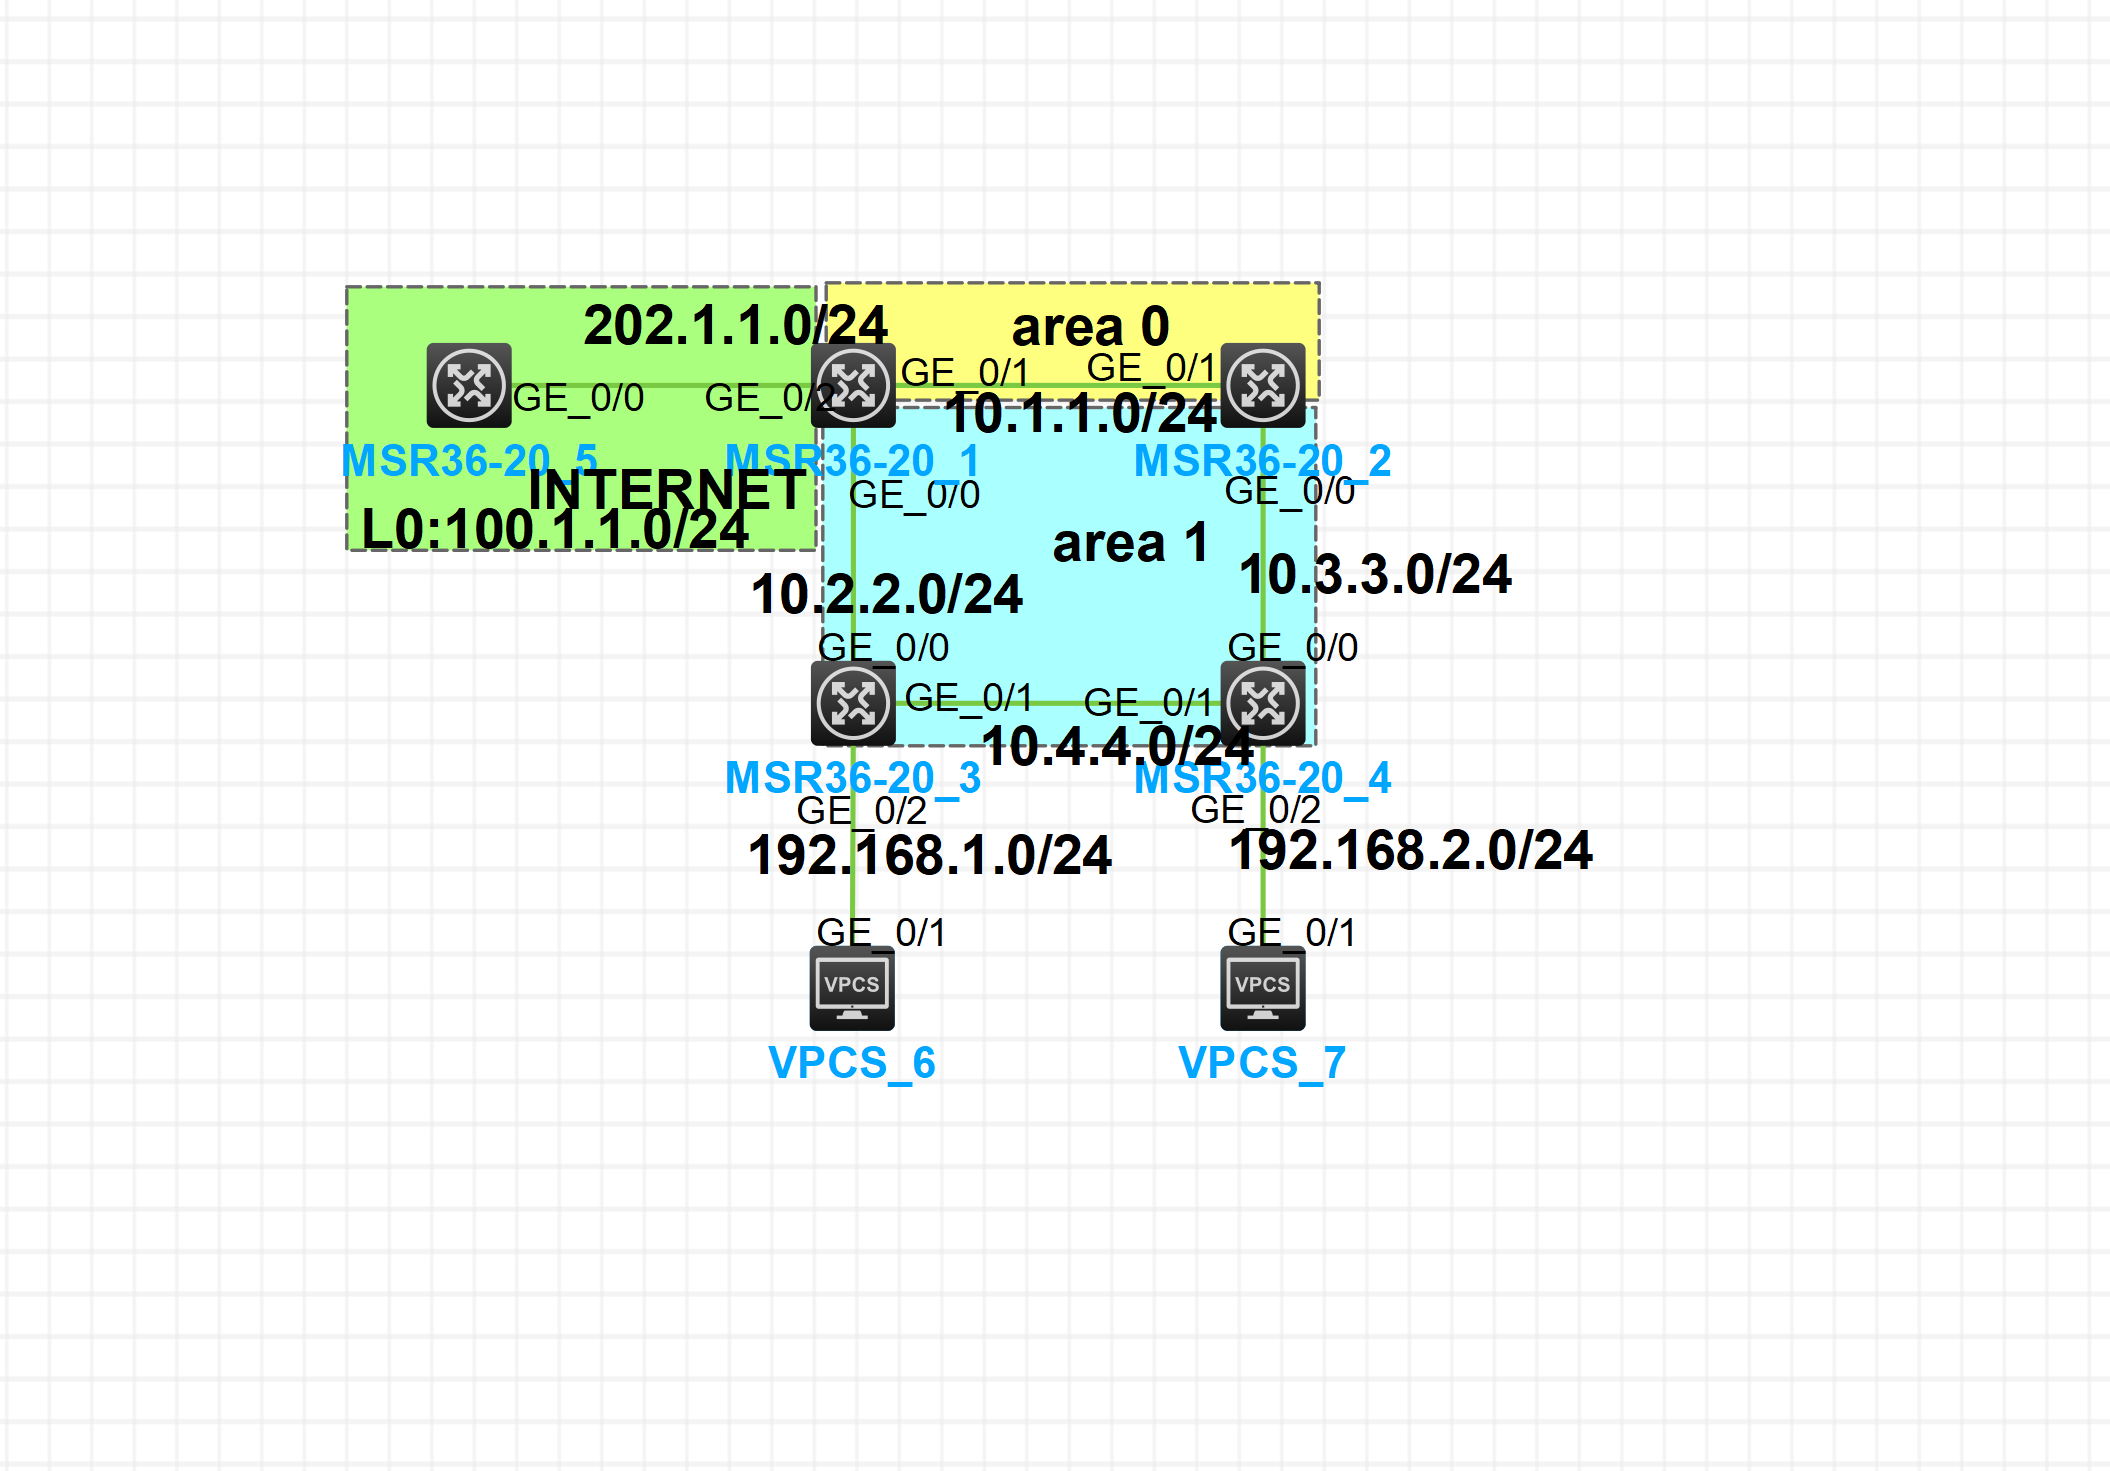 202.1.1.0/24
area 0
GE_0/0
GE_0/2
GE_0/1
GE_0/1
10.1.1.0/24
MSR36-20_5
MSR36-20_1
MSR36-20_2
INTERNET
GE_0/0
GE_0/0
L0:100.1.1.0/24
area 1
10.2.2.0/24
10.3.3.0/24
GE_0/0
GE_0/0
GE_0/1
GE_0/1
10.4.4.0/24
MSR36-20_3
MSR36-20_4
GE_0/2
GE_0/2
192.168.1.0/24
192.168.2.0/24
GE_0/1
GE_0/1
VPCS
VPCS
VPCS_6
VPCS_7